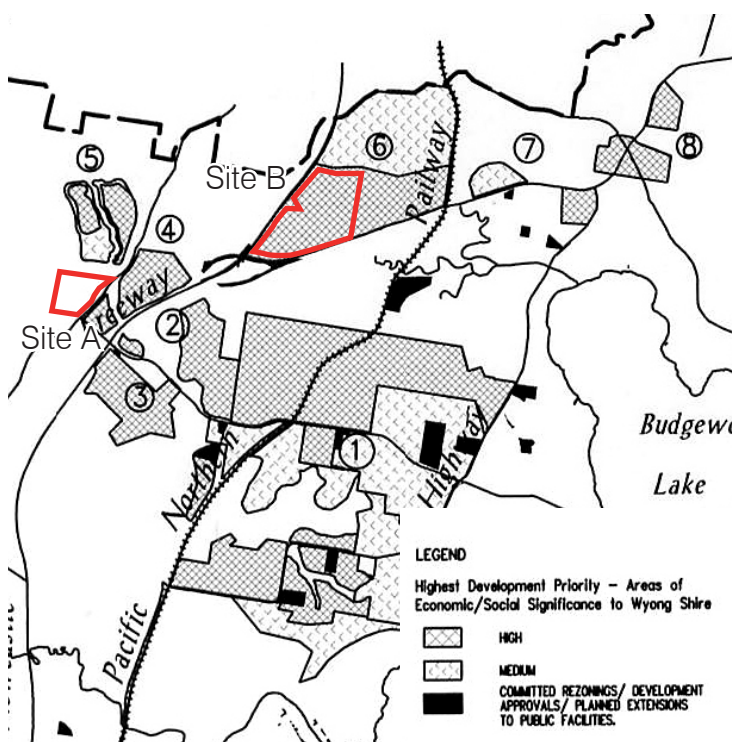 ⑤
Site B
⑥
Railway
⑦
⑧
④
Freeway
Site A
②
③
①
Northern
Highway
Pacific
Lake
LEGEND
Highest Development Priority - Areas of
Economic/Social Significance to Wyong Shire
HIGH
MEDIUM
COMMITTED REZONINGS/ DEVELOPMENT
APPROVALS/ PLANNED EXTENSIONS
TO PUBLIC FACILITIES.